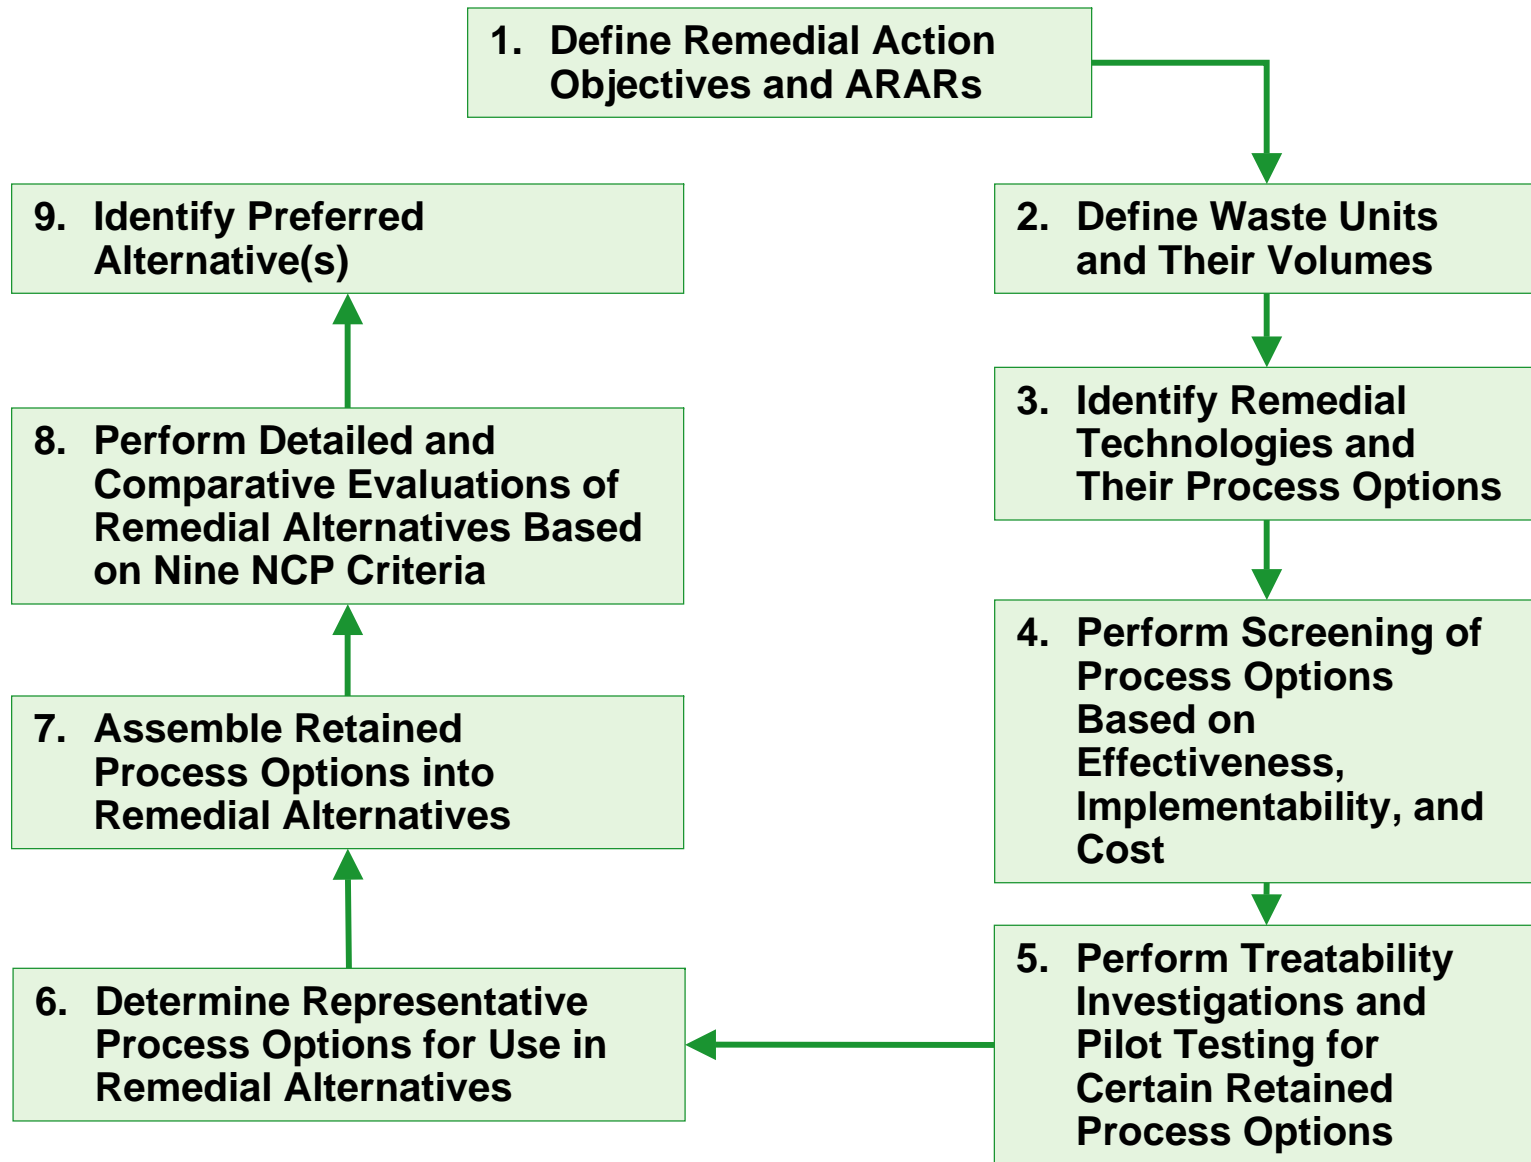 1. Define Remedial Action
Objectives and ARARs
2. Define Waste Units
and Their Volumes
3. Identify Remedial
Technologies and
Their Process Options
4. Perform Screening of
Process Options
Based on
Effectiveness,
Implementability, and
Cost
5. Perform Treatability
Investigations and
Pilot Testing for
Certain Retained
Process Options
6. Determine Representative
Process Options for Use in
Remedial Alternatives
7. Assemble Retained
Process Options into
Remedial Alternatives
8. Perform Detailed and
Comparative Evaluations of
Remedial Alternatives Based
on Nine NCP Criteria
9. Identify Preferred
Alternative(s)